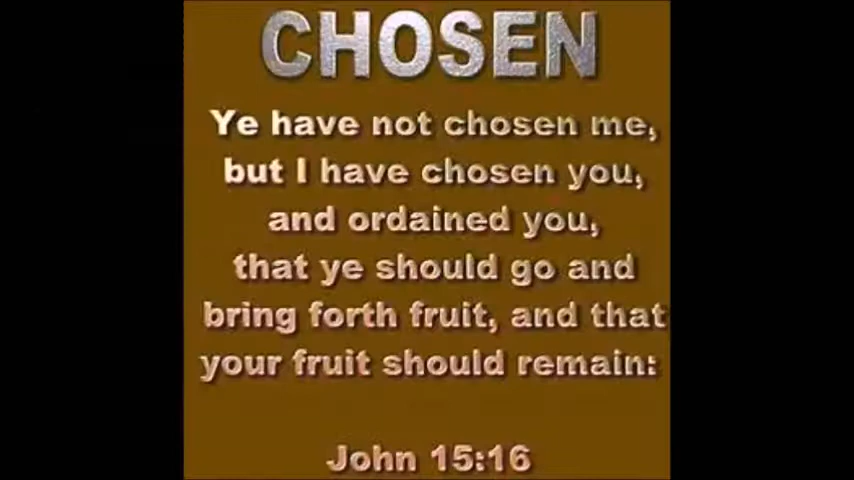 CHOSEN
Ye have not chosen me,
but I have chosen you,
and ordained you,
that ye should go and
bring forth fruit, and that
your fruit should remain:
John 15:16